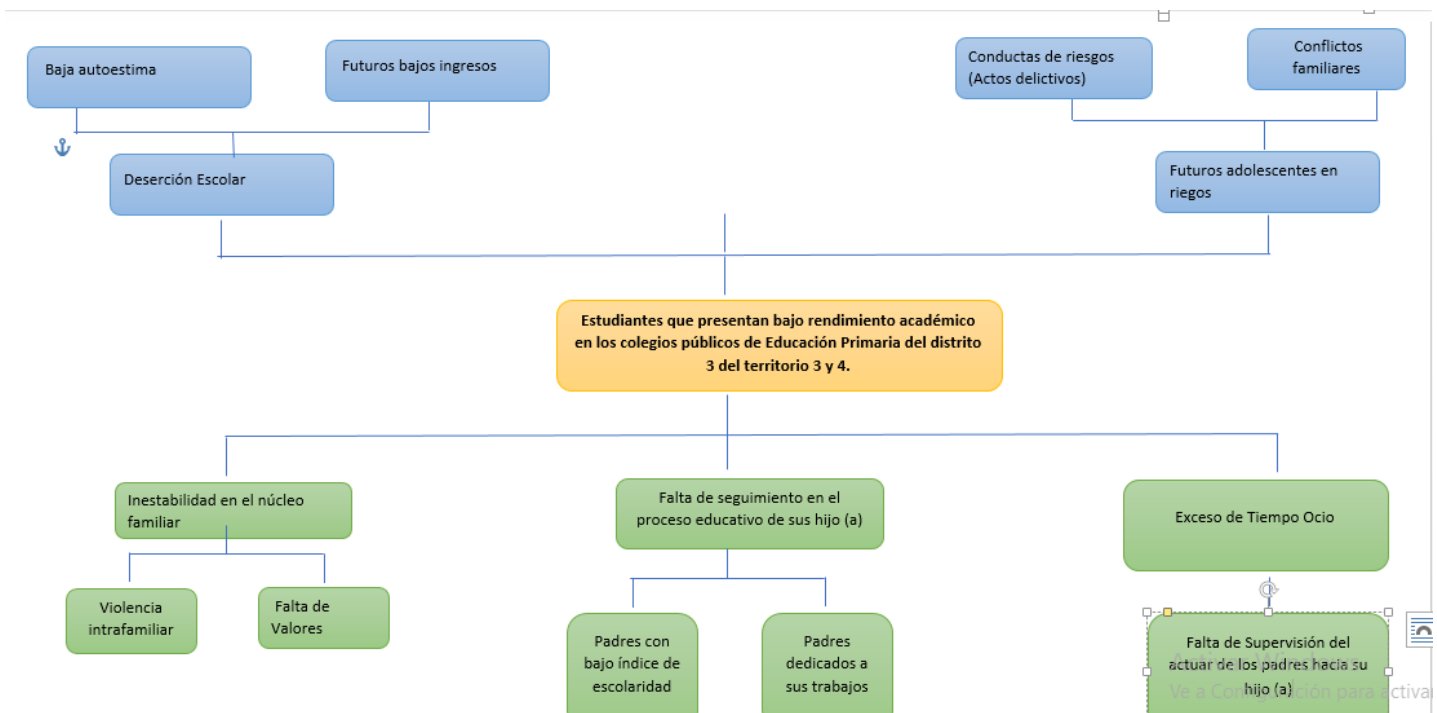 Baja autoestima
Futuros bajos ingresos
Conductas de riesgos
(Actos delictivos)
Conflictos
familiares
Deserción Escolar
Futuros adolescentes en
riegos
Estudiantes que presentan bajo rendimiento académico
en los colegios públicos de Educación Primaria del distrito
3 del territorio 3 y 4.
Inestabilidad en el núcleo
familiar
Falta de seguimiento en el
proceso educativo de sus hijo (a)
Exceso de Tiempo Ocio
Violencia
intrafamiliar
Falta de
Valores
Padres con
bajo índice de
escolaridad
Padres
dedicados a
sus trabajos
Falta de Supervisión del
actuar de los padres hacia su
hijo (a)
Ve a para activar